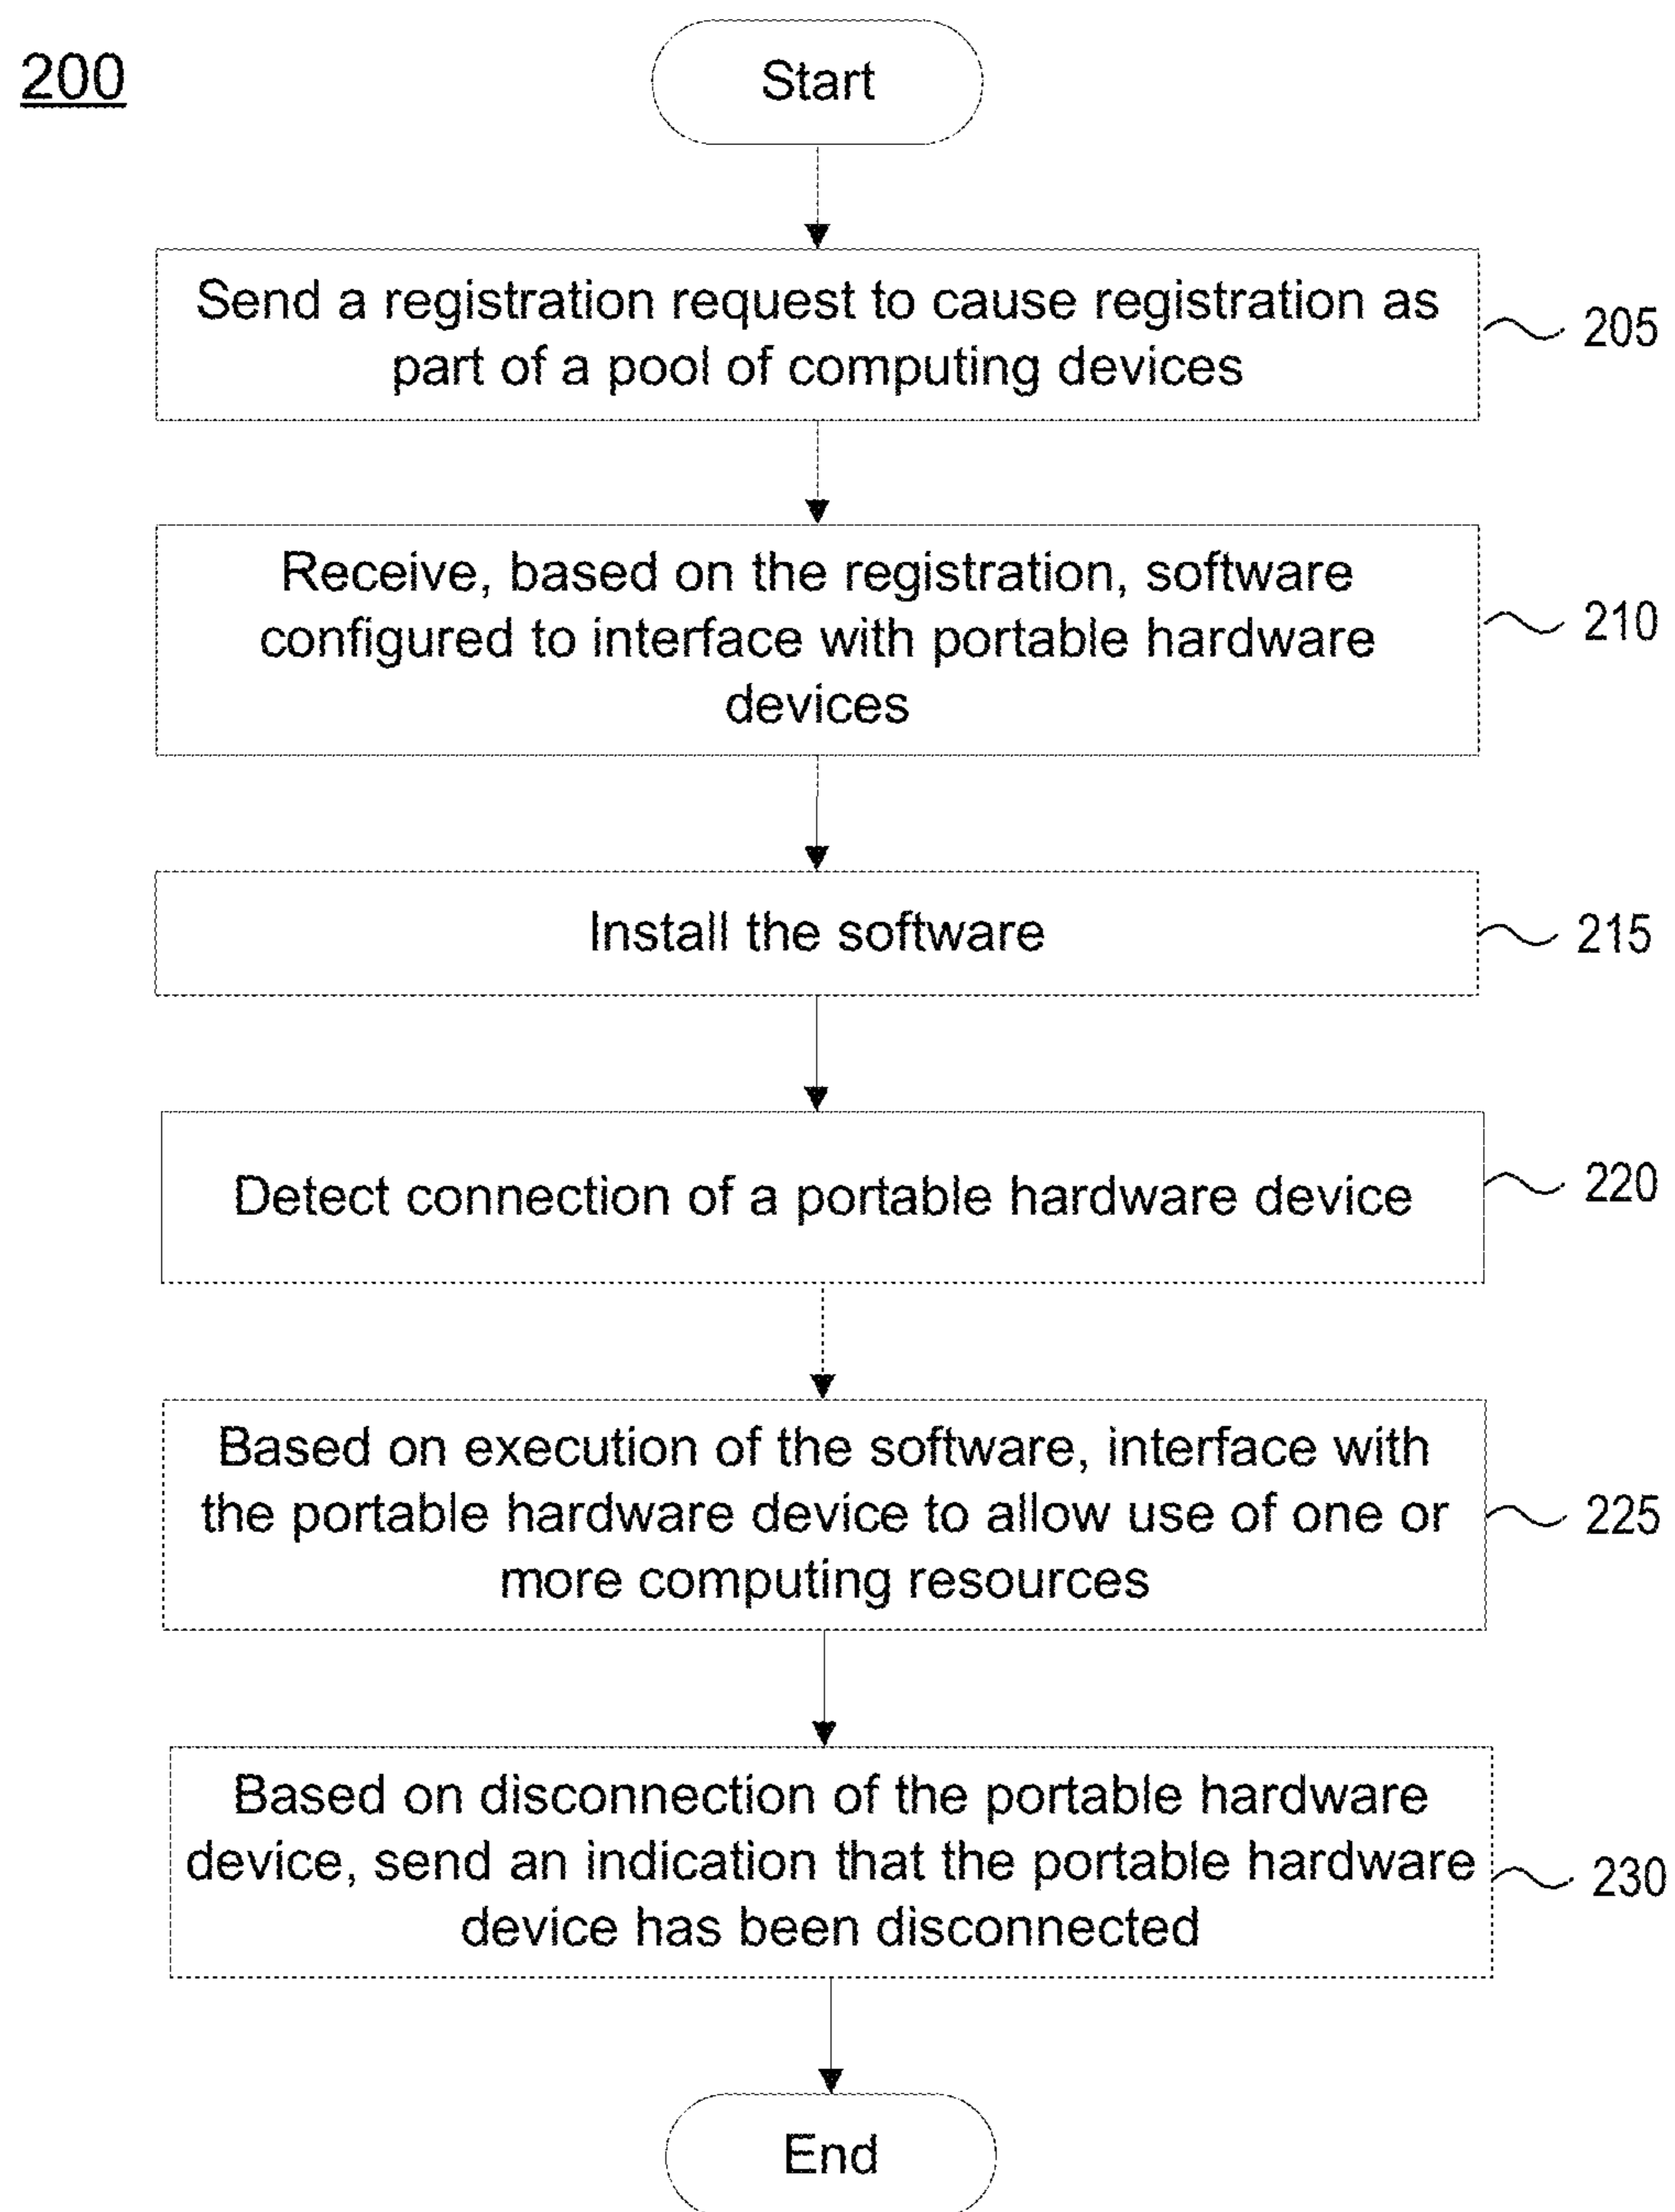 200
Start
Send a registration request to cause registration as
part of a pool of computing devices
205
Receive, based on the registration, software
configured to interface with portable hardware
devices
210
Install the software
215
Detect connection of a portable hardware device
220
Based on execution of the software, interface with
the portable hardware device to allow use of one or
more computing resources
225
Based on disconnection of the portable hardware
device, send an indication that the portable hardware
device has been disconnected
230
End